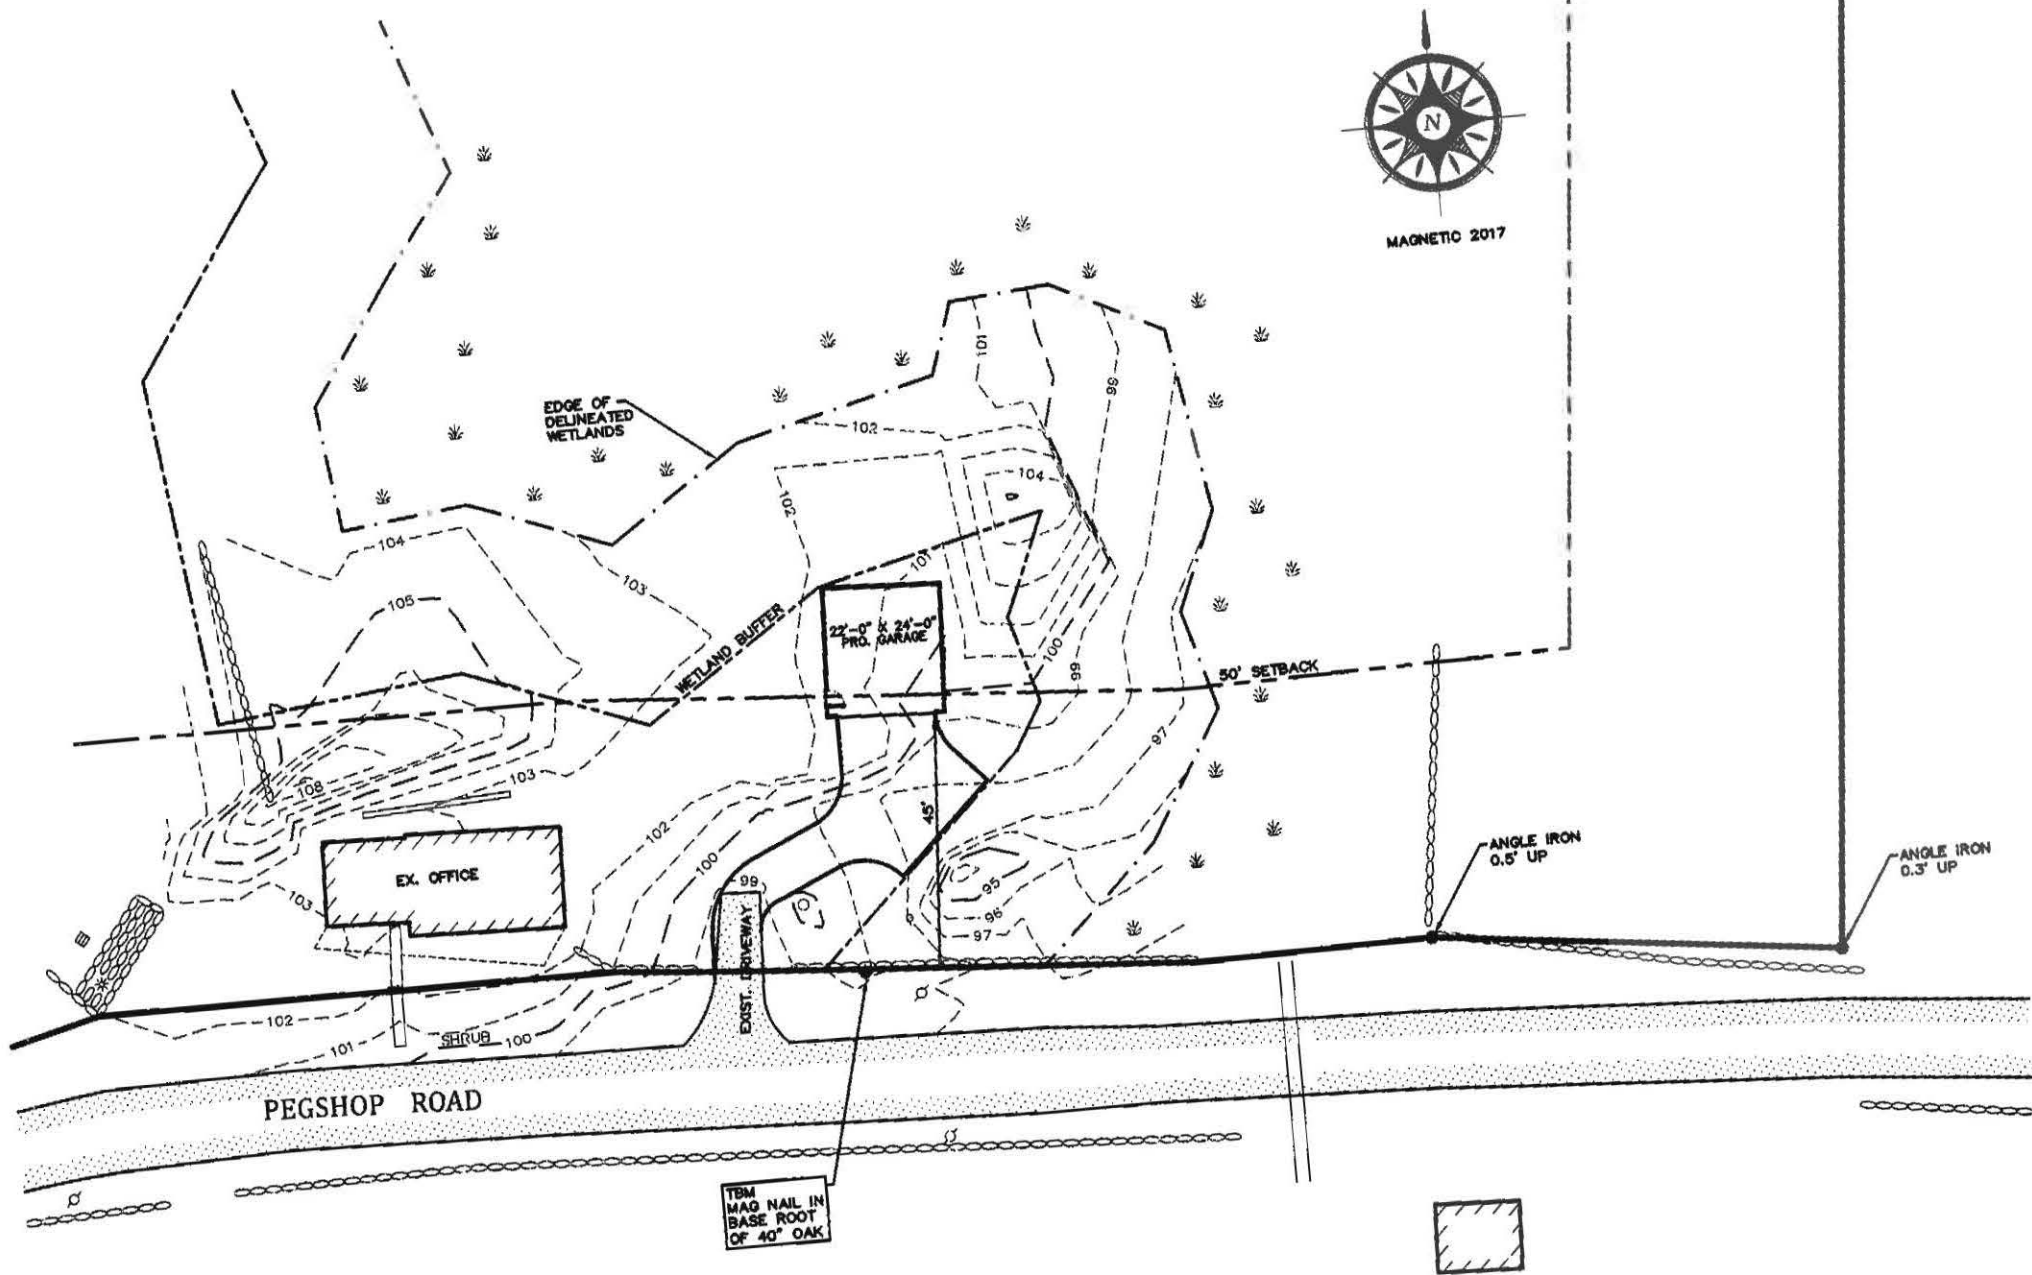 N
MAGNETIC 2017
EDGE OF
DELINEATED
WETLANDS
101
99
102
104
102
104
103
101
105
22'-0" X 24'-0"
PRO. GARAGE
WETLAND BUFFER
100
99
50' SETBACK
97
103
108
102
45'
100
ANGLE IRON
0.5' UP
ANGLE IRON
0.3' UP
EX. OFFICE
99
95
103
96
97
EXIST. DRIVEWAY
102
101
SHRUB
100
PEGSHOP ROAD
TBM
MAG NAIL IN
BASE ROOT
OF 40" OAK